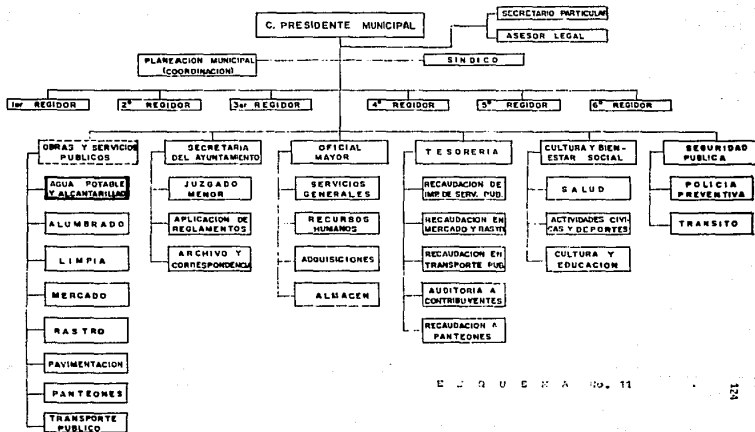 C. PRESIDENTE MUNICIPAL
SECRETARIO PARTICULAR
ASESOR LEGAL
PLANEACION MUNICIPAL
(COORDINACION)
SINDICO
1er REGIDOR
2º REGIDOR
3er REGIDOR
4º REGIDOR
5º REGIDOR
6º REGIDOR
OBRAS Y SERVICIOS
PUBLICOS
AGUA POTABLE
Y ALCANTARILLADO
ALUMBRADO
LIMPIA
MERCADO
RASTRO
PAVIMENTACION
PANTEONES
TRANSPORTE
PUBLICO
SECRETARIA
DEL AYUNTAMIENTO
JUZGADO
MENOR
APLICACION DE
REGLAMENTOS
ARCHIVO Y
CORRESPONDENCIA
OFICIAL
MAYOR
SERVICIOS
GENERALES
RECURSOS
HUMANOS
ADQUISICIONES
ALMACEN
TESORERIA
RECAUDACION DE
IMP. DE SERV. PUB.
RECAUDACION EN
MERCADO Y RASTRO
RECAUDACION EN
TRANSPORTE PUB.
AUDITORIA A
CONTRIBUYENTES
RECAUDACION A
PANTEONES
CULTURA Y BIEN-
ESTAR SOCIAL
SALUD
ACTIVIDADES CIVI-
CAS Y DEPORTES
CULTURA Y
EDUCACION
SEGURIDAD
PUBLICA
POLICIA
PREVENTIVA
TRANSITO
ESQUEMA No. 11
124